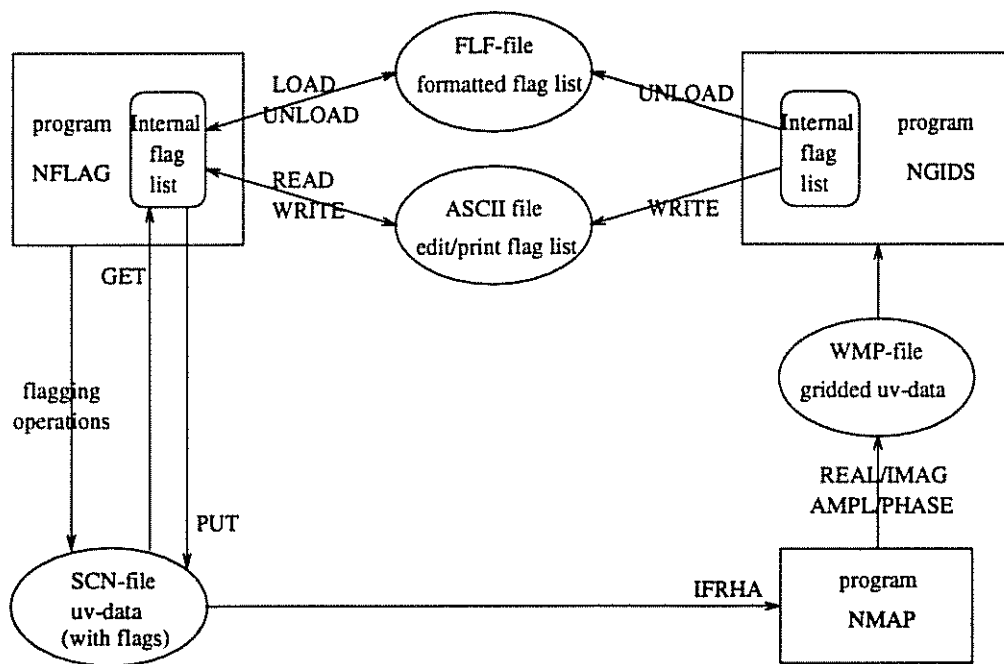 FLF-file
formatted flag list
LOAD
UNLOAD
UNLOAD
program
NFLAG
Internal
flag
list
Internal
flag
list
program
NGIDS
READ
WRITE
ASCII file
edit/print flag list
WRITE
GET
flagging
operations
WMP-file
gridded uv-data
REAL/IMAG
AMPL/PHASE
PUT
SCN-file
uv-data
(with flags)
IFRHA
program
NMAP